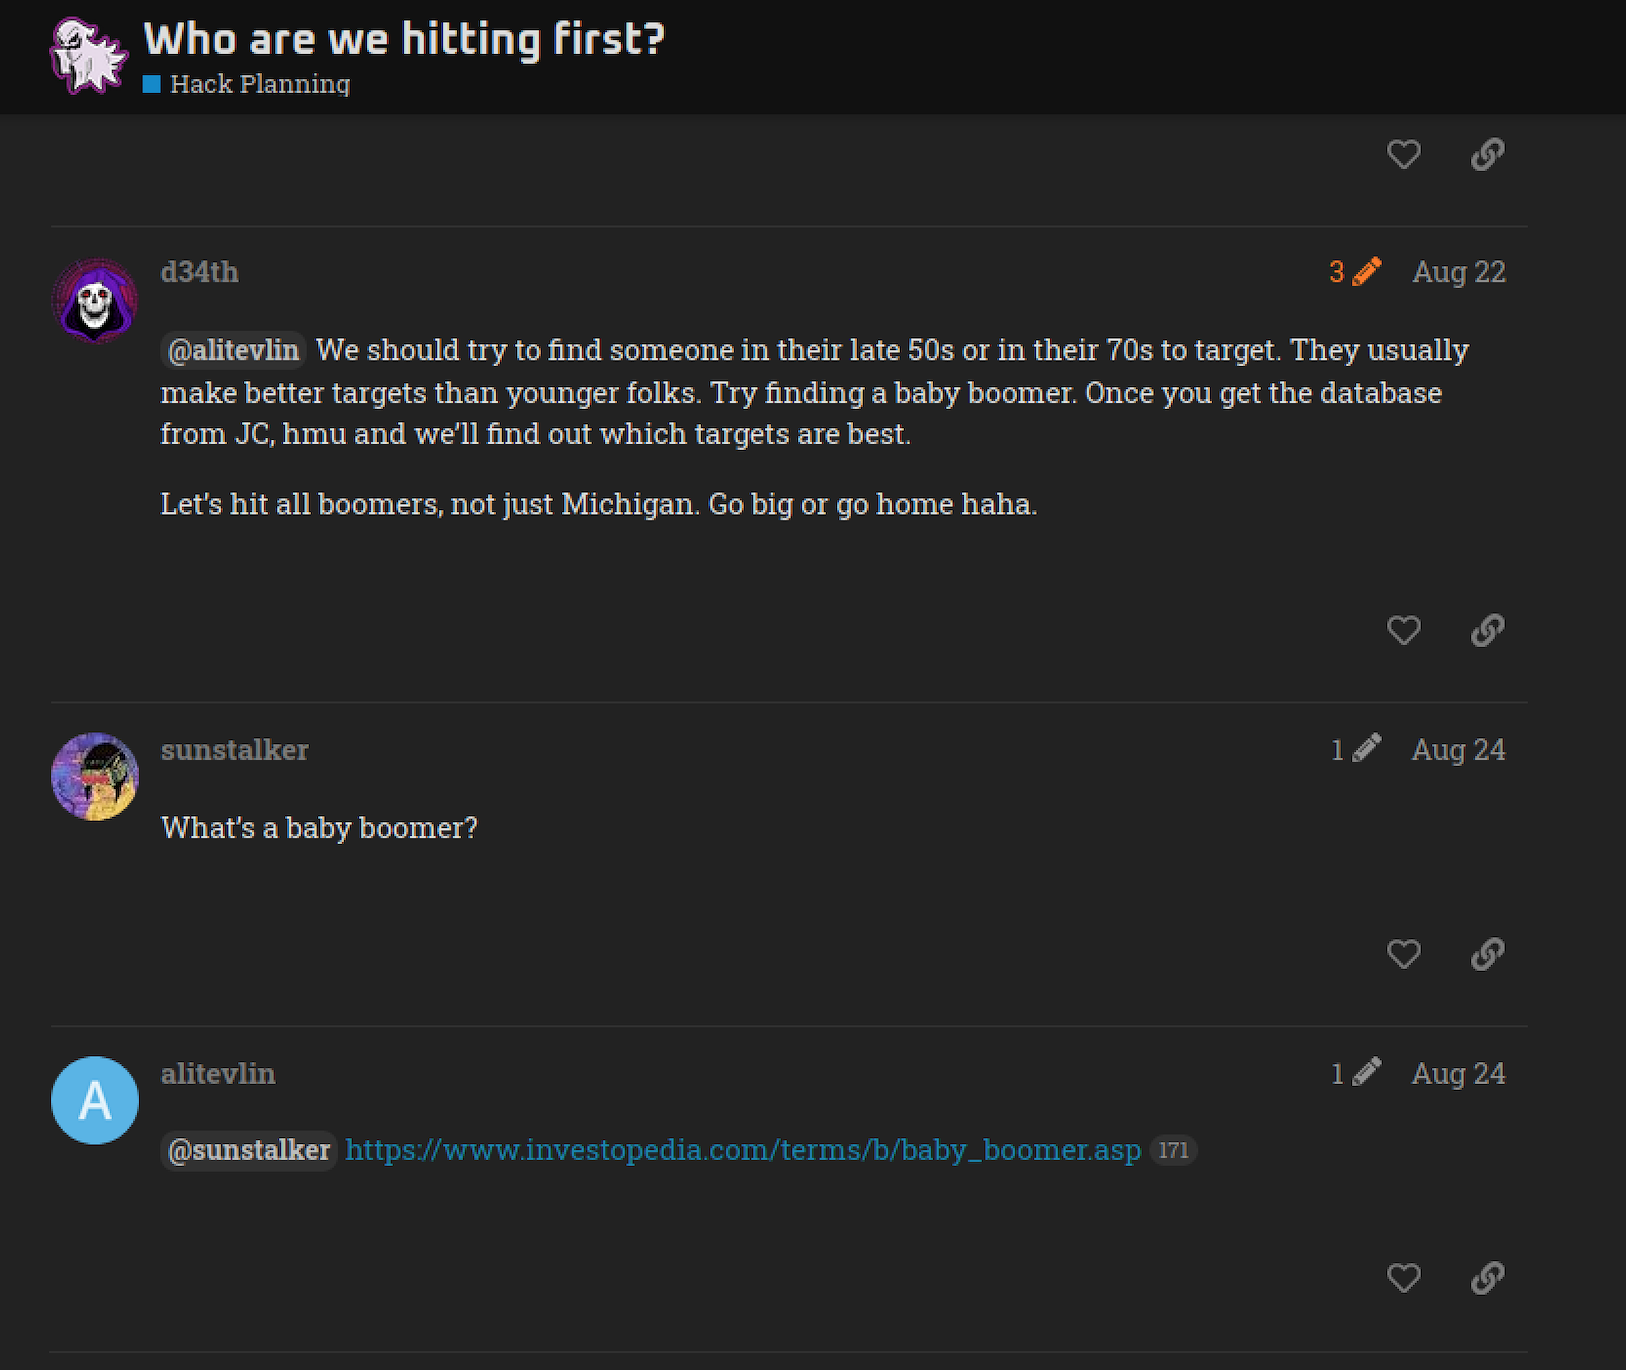 Who are we hitting first?
Hack Planning
d34th
3
Aug 22
@alitevlin We should try to find someone in their late 50s or in their 70s to target. They usually
make better targets than younger folks. Try finding a baby boomer. Once you get the database
from JC, hmu and we’ll find out which targets are best.
Let’s hit all boomers, not just Michigan. Go big or go home haha.
sunstalker
1
Aug 24
What’s a baby boomer?
A
alitevlin
1
Aug 24
@sunstalker https://www.investopedia.com/terms/b/baby_boomer.asp 171